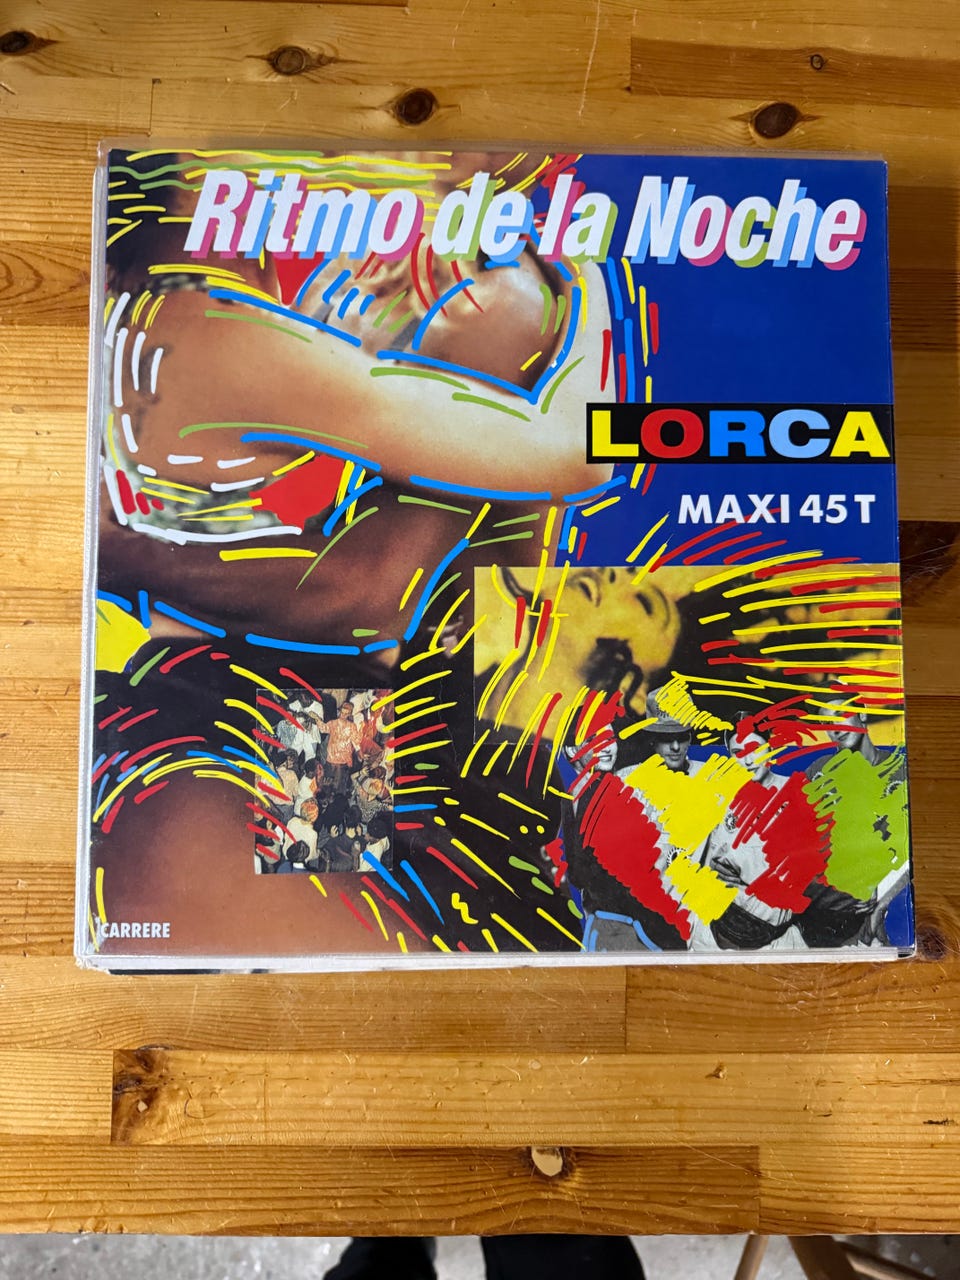 Ritmo de la Noche
LORCA
MAXI 45 T
CARRERE